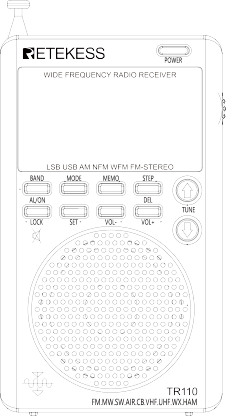 RETEKESS
POWER
WIDE FREQUENCY RADIO RECEIVER
LSB USB AM NFM WFM FM-STEREO
BAND MODE MEMO STEP
AL/ON DEL
TUNE
LOCK SET VOL- VOL+
TR110
FM.MW.SW.AIR.CB.VHF.UHF.WX.HAM